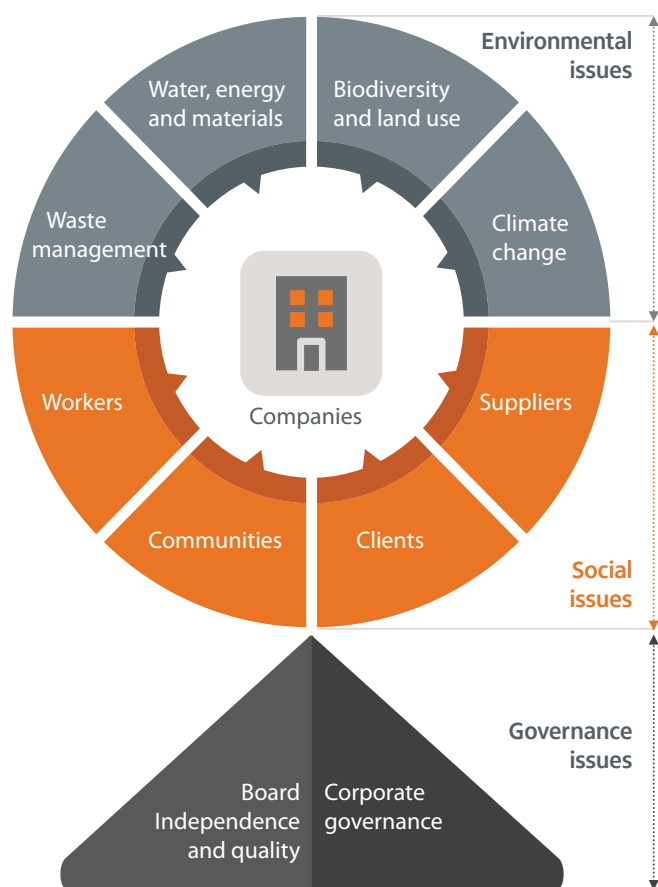 Environmental
issues
Water, energy
and materials
Biodiversity
and land use
Waste
management
Climate
change
Companies
Workers
Suppliers
Communities
Clients
Social
issues
Governance
issues
Board
Independence
and quality
Corporate
governance